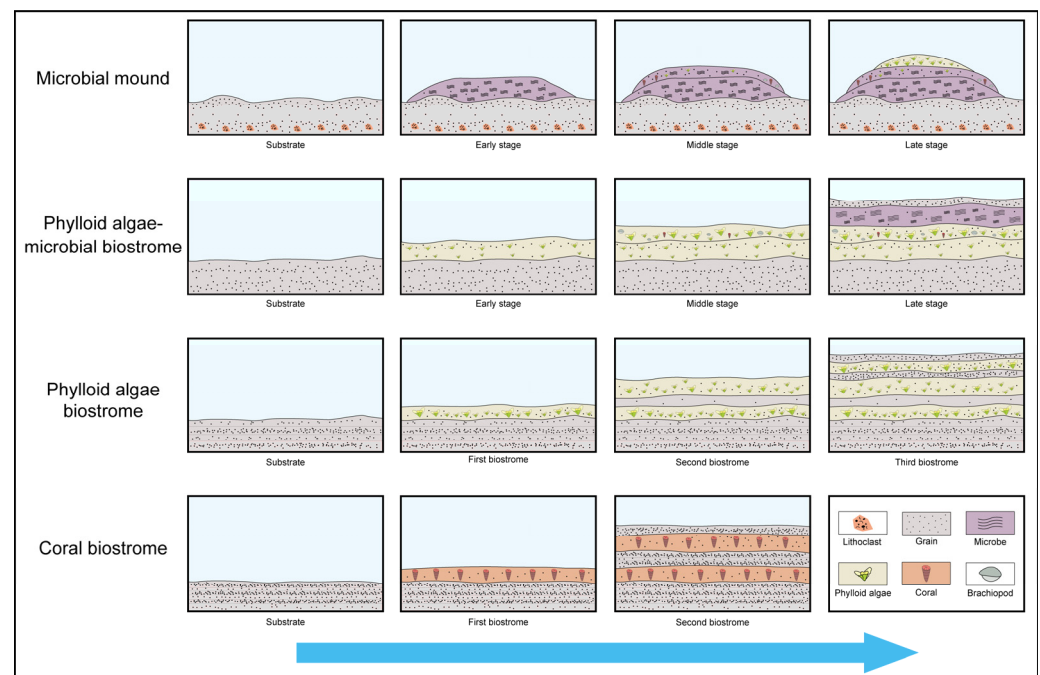 Microbial mound
Substrate
Early stage
Middle stage
Late stage
Phylloid algae-
microbial biostrome
Substrate
Early stage
Middle stage
Late stage
Phylloid algae
biostrome
Substrate
First biostrome
Second biostrome
Third biostrome
Coral biostrome
Substrate
First biostrome
Second biostrome
Lithoclast
Grain
Microbe
Phylloid algae
Coral
Brachiopod